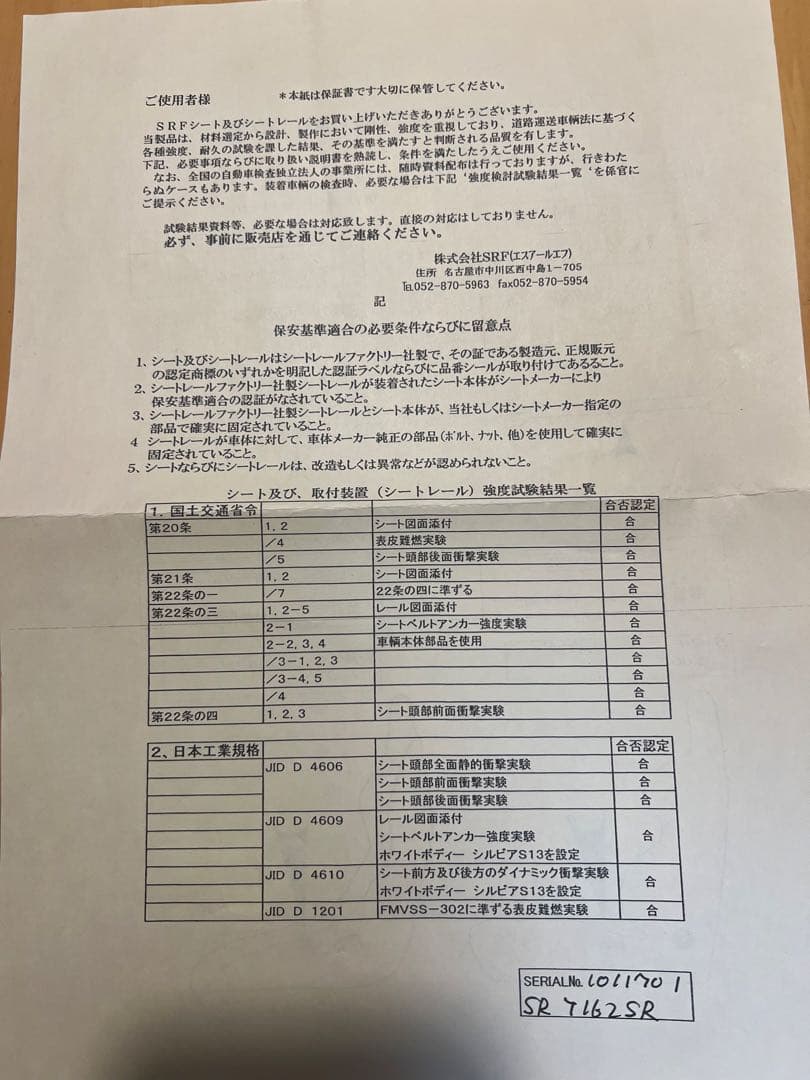 ご使用者様
＊本紙は保証書です大切に保管してください。
ＳＲＦシート及びシートレールをお買い上げいただきありがとうございます。
当製品は、材料選定から設計、製作において剛性、強度を重視しており、道路運送車輌法に基づく
各種強度、耐久の試験を課した結果、その基準を満たすと判断される品質を有します。
下記、必要事項ならびに取り扱い説明書を熟読し、条件を満たしたうえご使用ください。
なお、全国の自動車検査独立法人の事業所には、随時資料配布は行っておりますが、行きわた
らぬケースもあります。装着車輌の検査時、必要な場合は下記‘強度検討試験結果一覧‘を係官に
ご提示ください。
試験結果資料等、必要な場合は対応致します。直接の対応はしておりません。
必ず、事前に販売店を通じてご連絡ください。
株式会社SRF(エスアールエフ)
住所 名古屋市中川区西中島１－７０５
℡052-870-5963 fax052-870-5954
記
保安基準適合の必要条件ならびに留意点
１、シート及びシートレールはシートレールファクトリー社製で、その証である製造元、正規販元
の認定商標のいずれかを明記した認証ラベルならびに品番シールが取り付けてあるること。
２、シートレールファクトリー社製シートレールが装着されたシート本体がシートメーカーにより
保安基準適合の認証がなされていること。
３、シートレールファクトリー社製シートレールとシート本体が、当社もしくはシートメーカー指定の
部品で確実に固定されていること。
４ シートレールが車体に対して、車体メーカー純正の部品(ボルト、ナット、他)を使用して確実に
固定されていること。
５、シートならびにシートレールは、改造もしくは異常などが認められないこと。
シート及び、取付装置（シートレール）強度試験結果一覧
１．国土交通省令 合否認定
第20条 1，2 シート図面添付 合
／4 表皮難燃実験 合
／5 シート頭部後面衝撃実験 合
第21条 1，2 シート図面添付 合
第22条の一 ／7 22条の四に準ずる 合
第22条の三 1，2－5 レール図面添付 合
2－1 シートベルトアンカー強度実験 合
2－2，3，4 車輌本体部品を使用 合
／3－1，2，3 合
／3－4，5 合
／4 合
第22条の四 1，2，3 シート頭部前面衝撃実験 合
２、日本工業規格 合否認定
JID D 4606 シート頭部全面静的衝撃実験 合
シート頭部前面衝撃実験 合
シート頭部後面衝撃実験 合
JID D 4609 レール図面添付
シートベルトアンカー強度実験 合
ホワイトボディー シルビアS13を設定
JID D 4610 シート前方及び後方のダイナミック衝撃実験 合
ホワイトボディー シルビアS13を設定
JID D 1201 FMVSS－302に準ずる表皮難燃実験 合
SERIAL№ 1011701
SR 7162SR